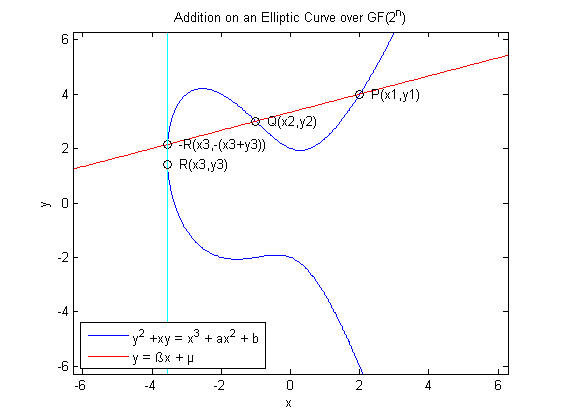 Addition on an Elliptic Curve over GF(2ⁿ)
6
4
2
0
-2
-4
-6
y
P(x1,y1)
Q(x2,y2)
-R(x3,-(x3+y3))
R(x3,y3)
y² +xy = x³ + ax² + b
y = ßx + µ
-6 -4 -2 0 2 4 6
x